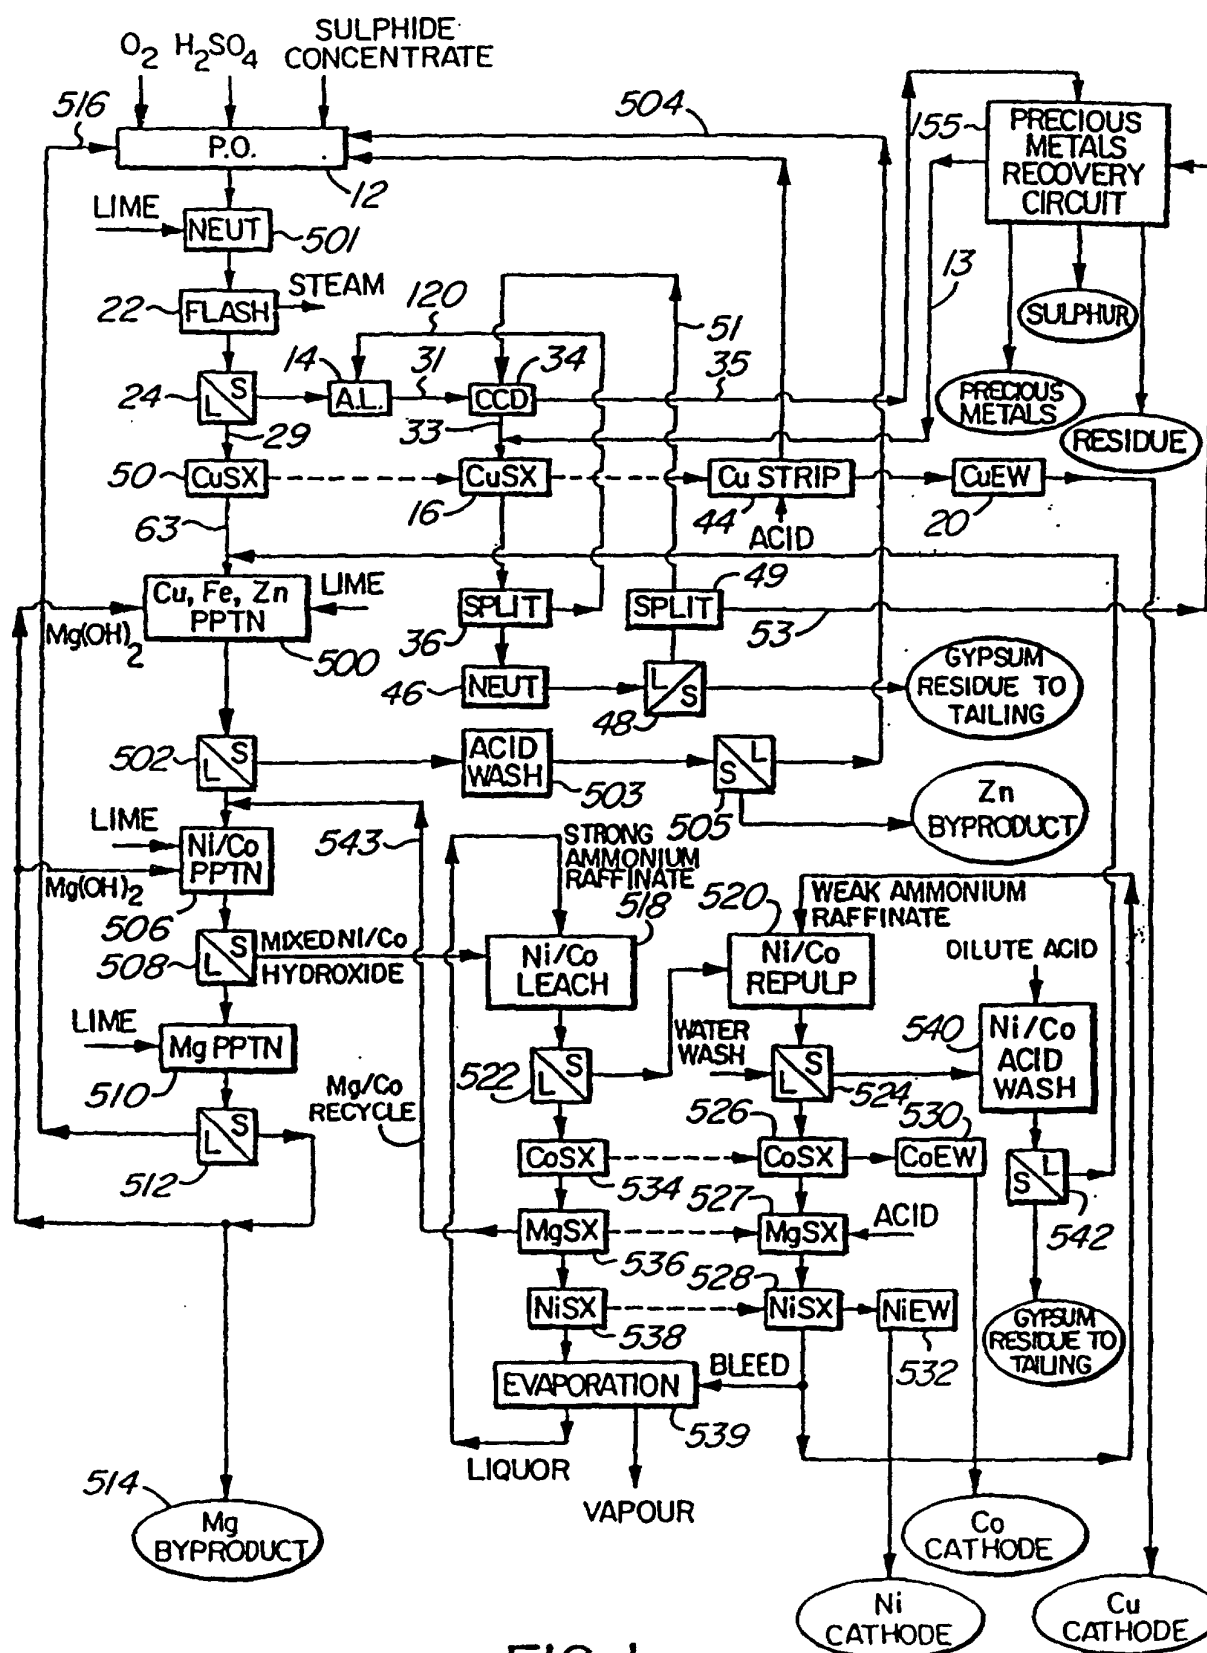 SULPHIDE
O2 H2SO4 CONCENTRATE
516
504
P.O.
12
155
PRECIOUS
METALS
RECOVERY
CIRCUIT
LIME
NEUT
501
13
STEAM
22
FLASH
120
51
SULPHUR
14
31
34
35
24
S
L
A.L.
CCD
PRECIOUS
METALS
29
33
RESIDUE
50
CuSX
CuSX
Cu STRIP
CuEW
16
44
20
63
ACID
49
Cu, Fe, Zn
PPTN
LIME
SPLIT
SPLIT
Mg(OH)2
500
36
53
46
NEUT
L
S
48
GYPSUM
RESIDUE TO
TAILING
502
S
L
ACID
WASH
503
L
S
505
Zn
BYPRODUCT
LIME
Ni/Co
PPTN
543
STRONG
AMMONIUM
RAFFINATE
Mg(OH)2
518
520
WEAK AMMONIUM
RAFFINATE
506
508
S
L
MIXED Ni/Co
HYDROXIDE
Ni/Co
LEACH
Ni/Co
REPULP
DILUTE ACID
LIME
Mg PPTN
WATER
WASH
540
Ni/Co
ACID
WASH
510
Mg/Co
RECYCLE
522
S
L
S
L
524
526
530
S
L
512
CoSX
CoSX
CoEW
L
S
534
527
542
MgSX
MgSX
ACID
536
528
NiSX
NiSX
NiEW
GYPSUM
RESIDUE TO
TAILING
538
532
BLEED
EVAPORATION
539
LIQUOR
514
VAPOUR
Mg
BYPRODUCT
Co
CATHODE
Ni
CATHODE
Cu
CATHODE